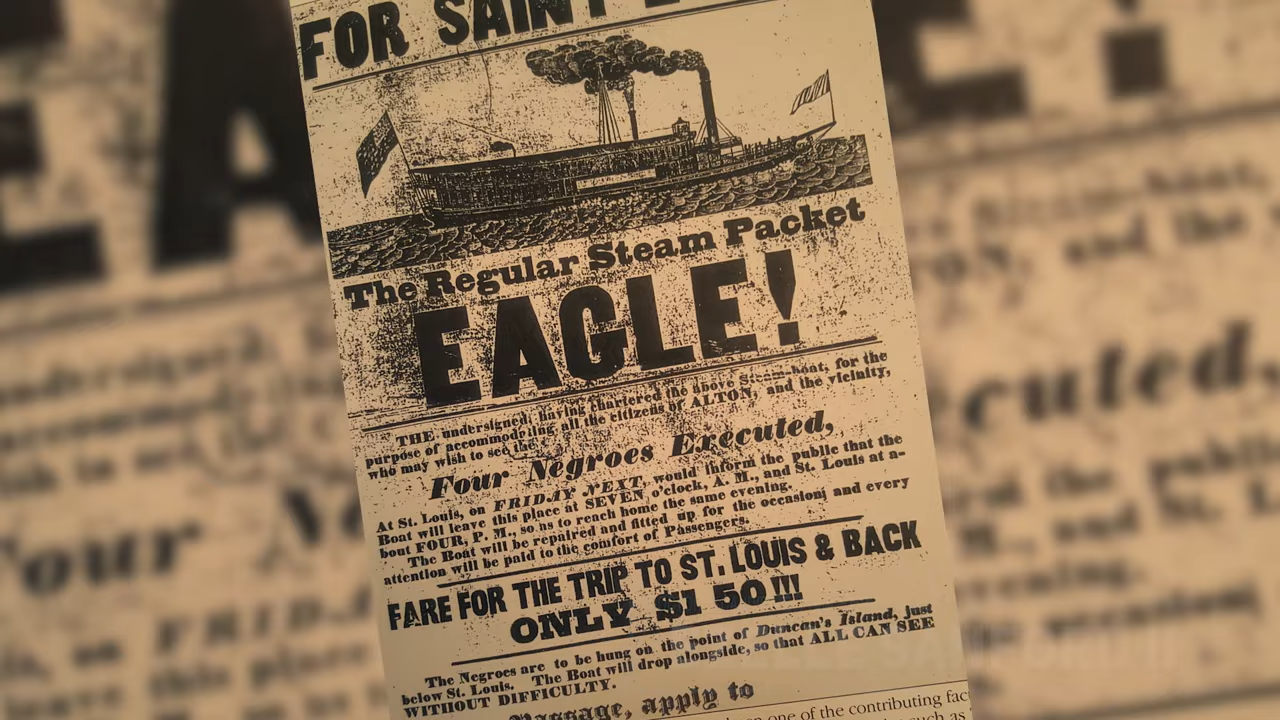 FOR SAINT
The Regular Steam Packet
EAGLE!
THE undersigned, having chartered the above Steam-boat, for the
purpose of accommodating all the citizens of ALTON, and the vicinity,
who may wish to see the
Four Negroes Executed,
At St. Louis, on FRIDAY NEXT, would inform the public that the
Boat will leave this place at SEVEN o'clock, A. M., and St. Louis at a-
bout FOUR, P. M., so as to reach home the same evening.
The Boat will be repaired and fitted up for the occasion; and every
attention will be paid to the comfort of Passengers.
FARE FOR THE TRIP TO ST. LOUIS & BACK
ONLY $1 50!!!
The Negroes are to be hung on the point of Duncan's Island, just
below St. Louis. The Boat will drop alongside, so that ALL CAN SEE
WITHOUT DIFFICULTY.
Passage, apply to
one of the contributing
such as